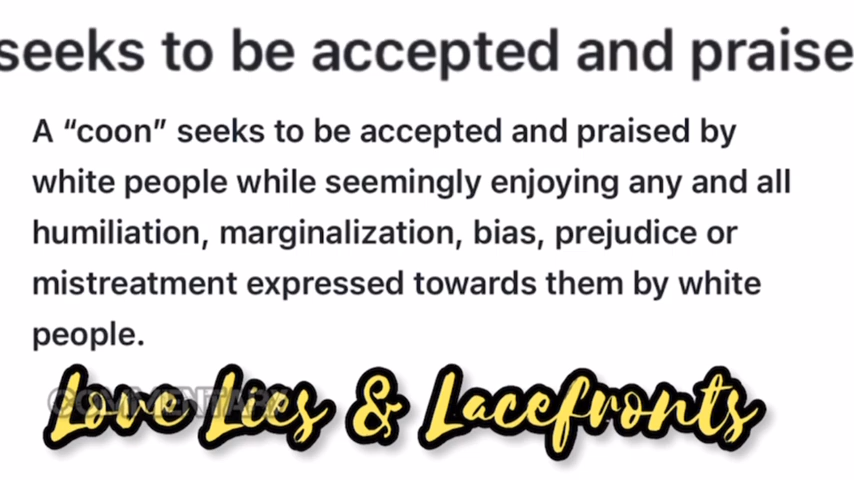 seeks to be accepted and praise
A “coon” seeks to be accepted and praised by
white people while seemingly enjoying any and all
humiliation, marginalization, bias, prejudice or
mistreatment expressed towards them by white
people.
©COMMENTARY
Love Lies & Lacefronts